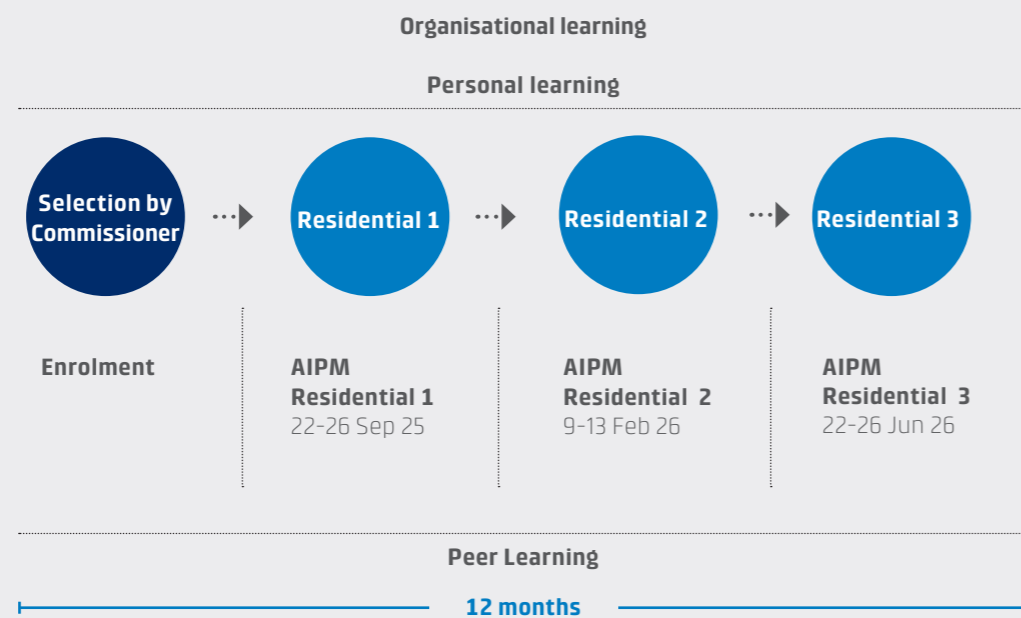 Organisational learning
Personal learning
Selection by
Commissioner
Residential 1
Residential 2
Residential 3
Enrolment
AIPM
Residential 1
22-26 Sep 25
AIPM
Residential 2
9-13 Feb 26
AIPM
Residential 3
22-26 Jun 26
Peer Learning
12 months